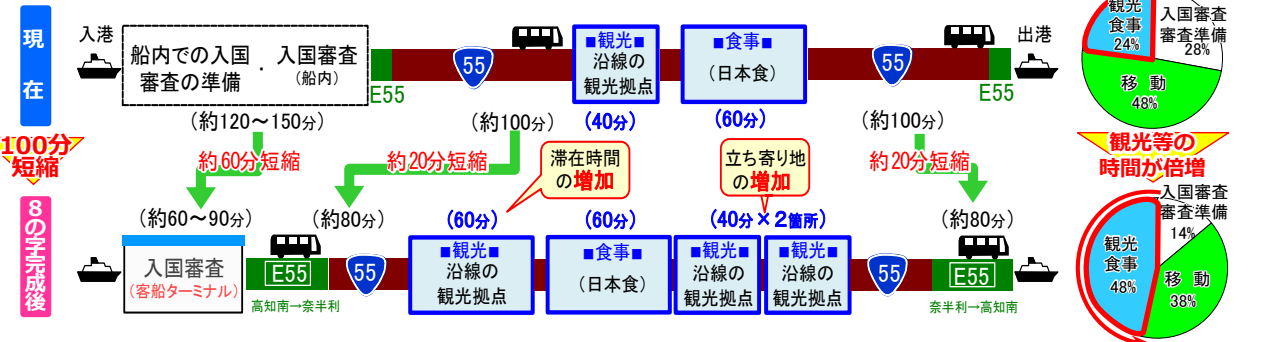 現在
入港
船内での入国
審査の準備
・
入国審査
(船内)
E55
55
■観光■
沿線の
観光拠点
■食事■
(日本食)
55
出港
E55
(約120～150分)
(約100分)
(40分)
(60分)
(約100分)
100分
短縮
約60分短縮
約20分短縮
滞在時間
の増加
立ち寄り地
の増加
約20分短縮
8の字完成後
(約60～90分)
(約80分)
(60分)
(60分)
(40分×2箇所)
(約80分)
入国審査
(客船ターミナル)
E55
高知南→奈半利
55
■観光■
沿線の
観光拠点
■食事■
(日本食)
■観光■
沿線の
観光拠点
■観光■
沿線の
観光拠点
55
E55
奈半利→高知南
観光
食事
24%
入国審査
審査準備
28%
移動
48%
観光等の
時間が倍増
入国審査
審査準備
14%
観光
食事
48%
移動
38%